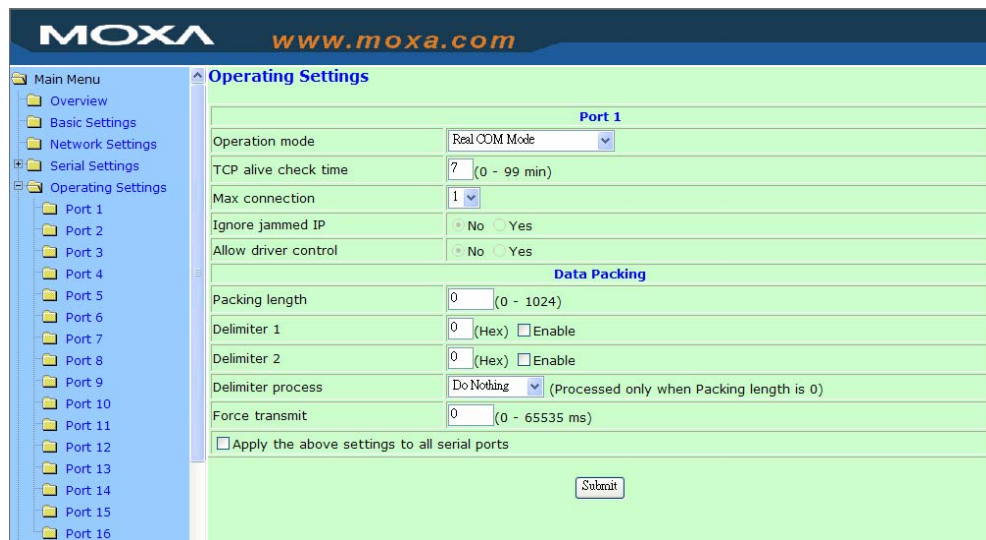 MOXA www.moxa.com
Main Menu
Overview
Basic Settings
Network Settings
Serial Settings
Operating Settings
Port 1
Port 2
Port 3
Port 4
Port 5
Port 6
Port 7
Port 8
Port 9
Port 10
Port 11
Port 12
Port 13
Port 14
Port 15
Port 16
Operating Settings
Port 1
Operation mode Real COM Mode
TCP alive check time 7 (0 - 99 min)
Max connection 1
Ignore jammed IP No Yes
Allow driver control No Yes
Data Packing
Packing length 0 (0 - 1024)
Delimiter 1 0 (Hex) Enable
Delimiter 2 0 (Hex) Enable
Delimiter process Do Nothing (Processed only when Packing length is 0)
Force transmit 0 (0 - 65535 ms)
Apply the above settings to all serial ports
Submit